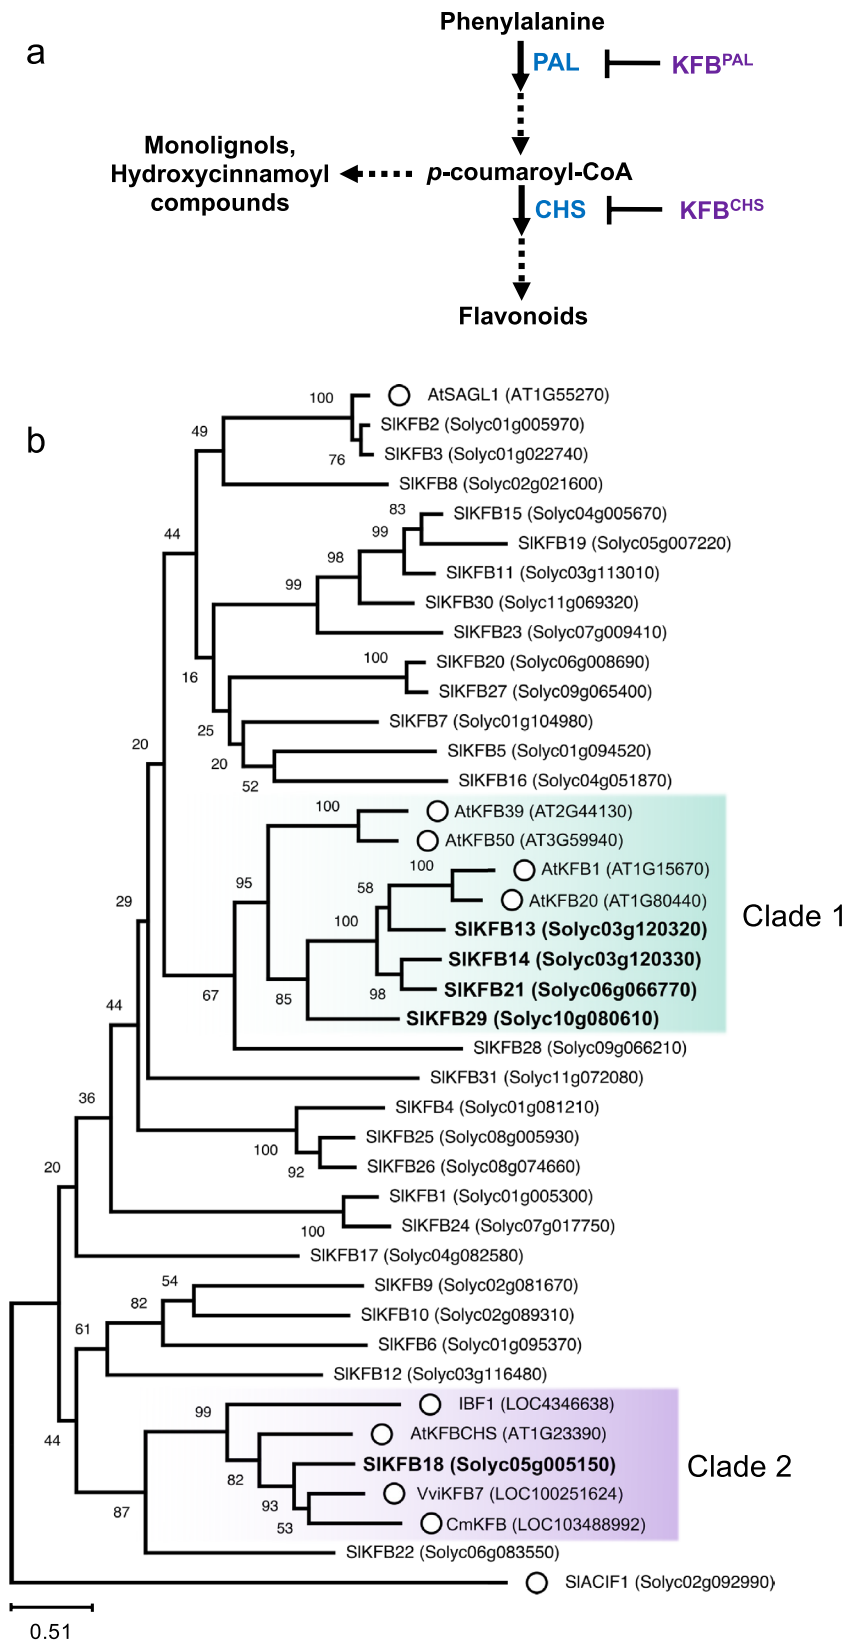 a
Phenylalanine
PAL
KFBPAL
Monolignols,
Hydroxycinnamoyl
compounds
p-coumaroyl-CoA
CHS
KFBCHS
Flavonoids
b
100
AtSAGL1 (AT1G55270)
49
SlKFB2 (Solyc01g005970)
76
SlKFB3 (Solyc01g022740)
SlKFB8 (Solyc02g021600)
44
83
SlKFB15 (Solyc04g005670)
99
SlKFB19 (Solyc05g007220)
98
SlKFB11 (Solyc03g113010)
99
SlKFB30 (Solyc11g069320)
SlKFB23 (Solyc07g009410)
16
100
SlKFB20 (Solyc06g008690)
SlKFB27 (Solyc09g065400)
25
SlKFB7 (Solyc01g104980)
20
20
SlKFB5 (Solyc01g094520)
52
SlKFB16 (Solyc04g051870)
100
AtKFB39 (AT2G44130)
AtKFB50 (AT3G59940)
95
100
AtKFB1 (AT1G15670)
58
AtKFB20 (AT1G80440)
29
100
SlKFB13 (Solyc03g120320)
Clade 1
SlKFB14 (Solyc03g120330)
98
SlKFB21 (Solyc06g066770)
67
85
SlKFB29 (Solyc10g080610)
44
SlKFB28 (Solyc09g066210)
SlKFB31 (Solyc11g072080)
36
SlKFB4 (Solyc01g081210)
100
SlKFB25 (Solyc08g005930)
92
SlKFB26 (Solyc08g074660)
20
SlKFB1 (Solyc01g005300)
100
SlKFB24 (Solyc07g017750)
SlKFB17 (Solyc04g082580)
54
SlKFB9 (Solyc02g081670)
82
SlKFB10 (Solyc02g089310)
61
SlKFB6 (Solyc01g095370)
SlKFB12 (Solyc03g116480)
44
99
IBF1 (LOC4346638)
AtKFBCHS (AT1G23390)
82
SlKFB18 (Solyc05g005150)
Clade 2
93
VviKFB7 (LOC100251624)
53
CmKFB (LOC103488992)
87
SlKFB22 (Solyc06g083550)
SlACIF1 (Solyc02g092990)
0.51